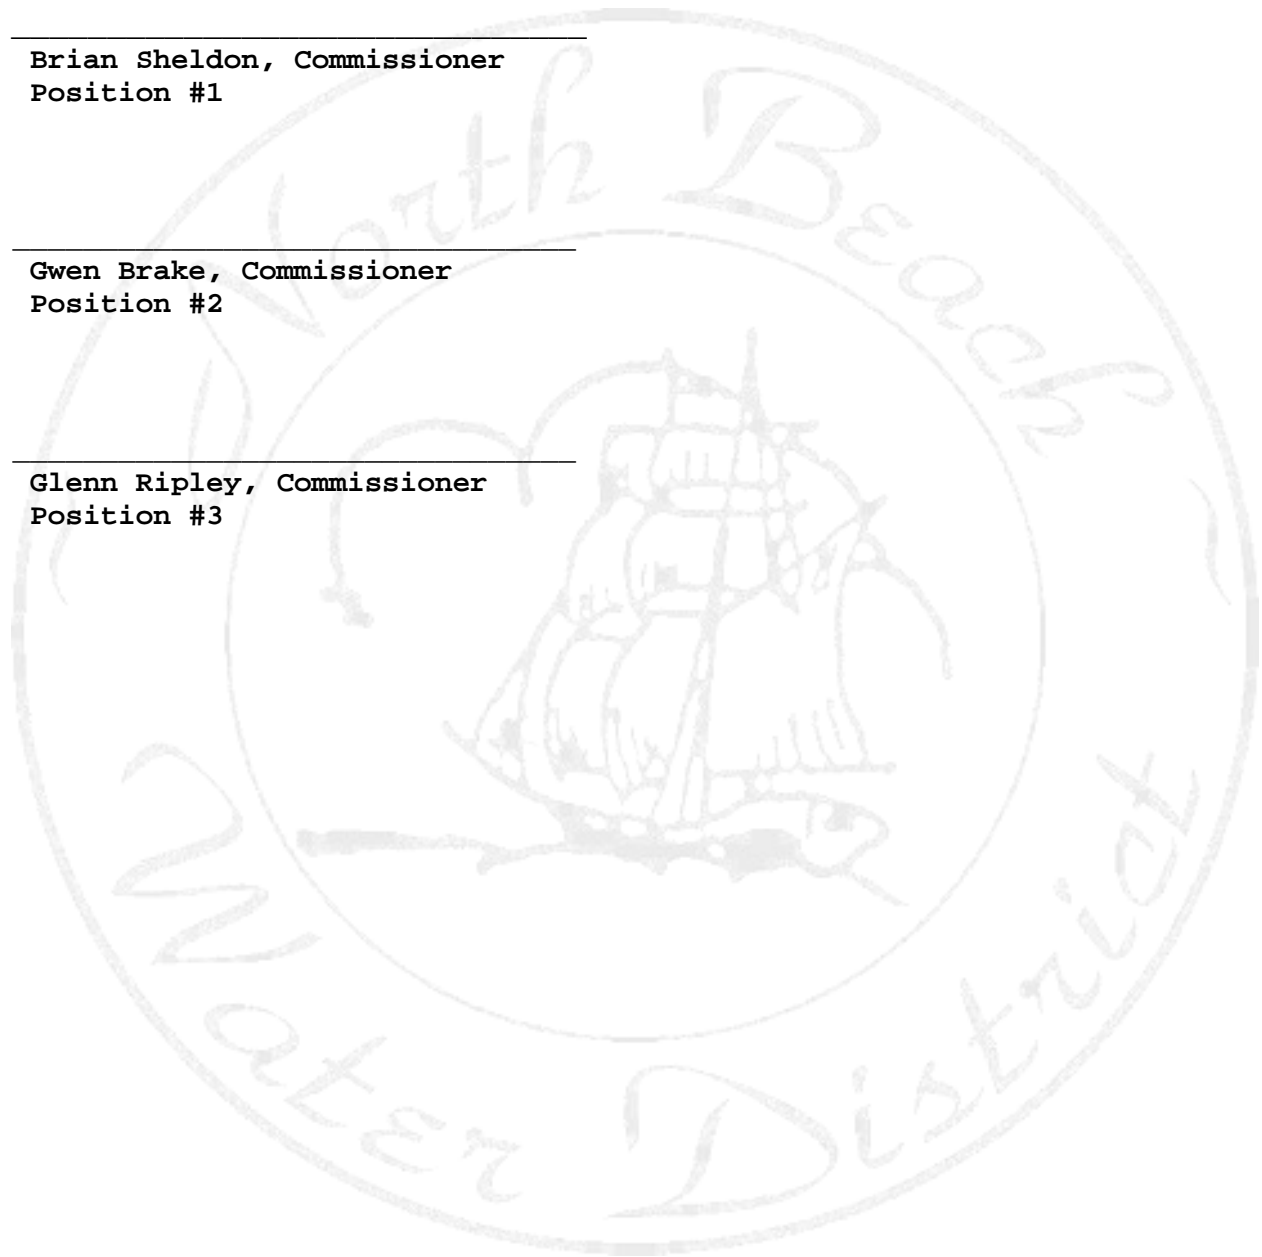 Brian Sheldon, Commissioner
Position #1
Gwen Brake, Commissioner
Position #2
Glenn Ripley, Commissioner
Position #3
North Beach
Water District